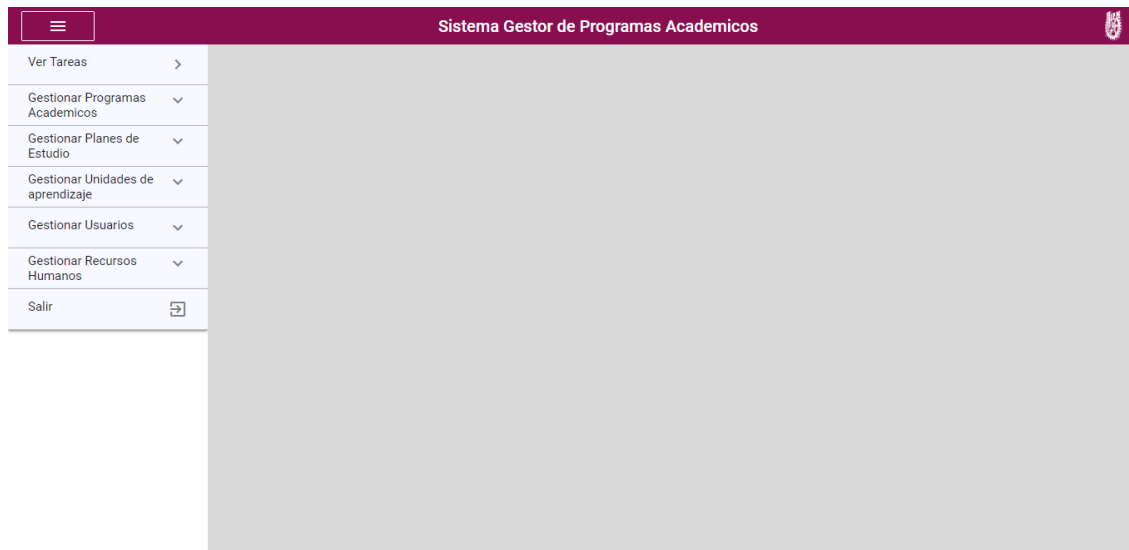 Sistema Gestor de Programas Academicos
Ver Tareas
Gestionar Programas
Academicos
Gestionar Planes de
Estudio
Gestionar Unidades de
aprendizaje
Gestionar Usuarios
Gestionar Recursos
Humanos
Salir